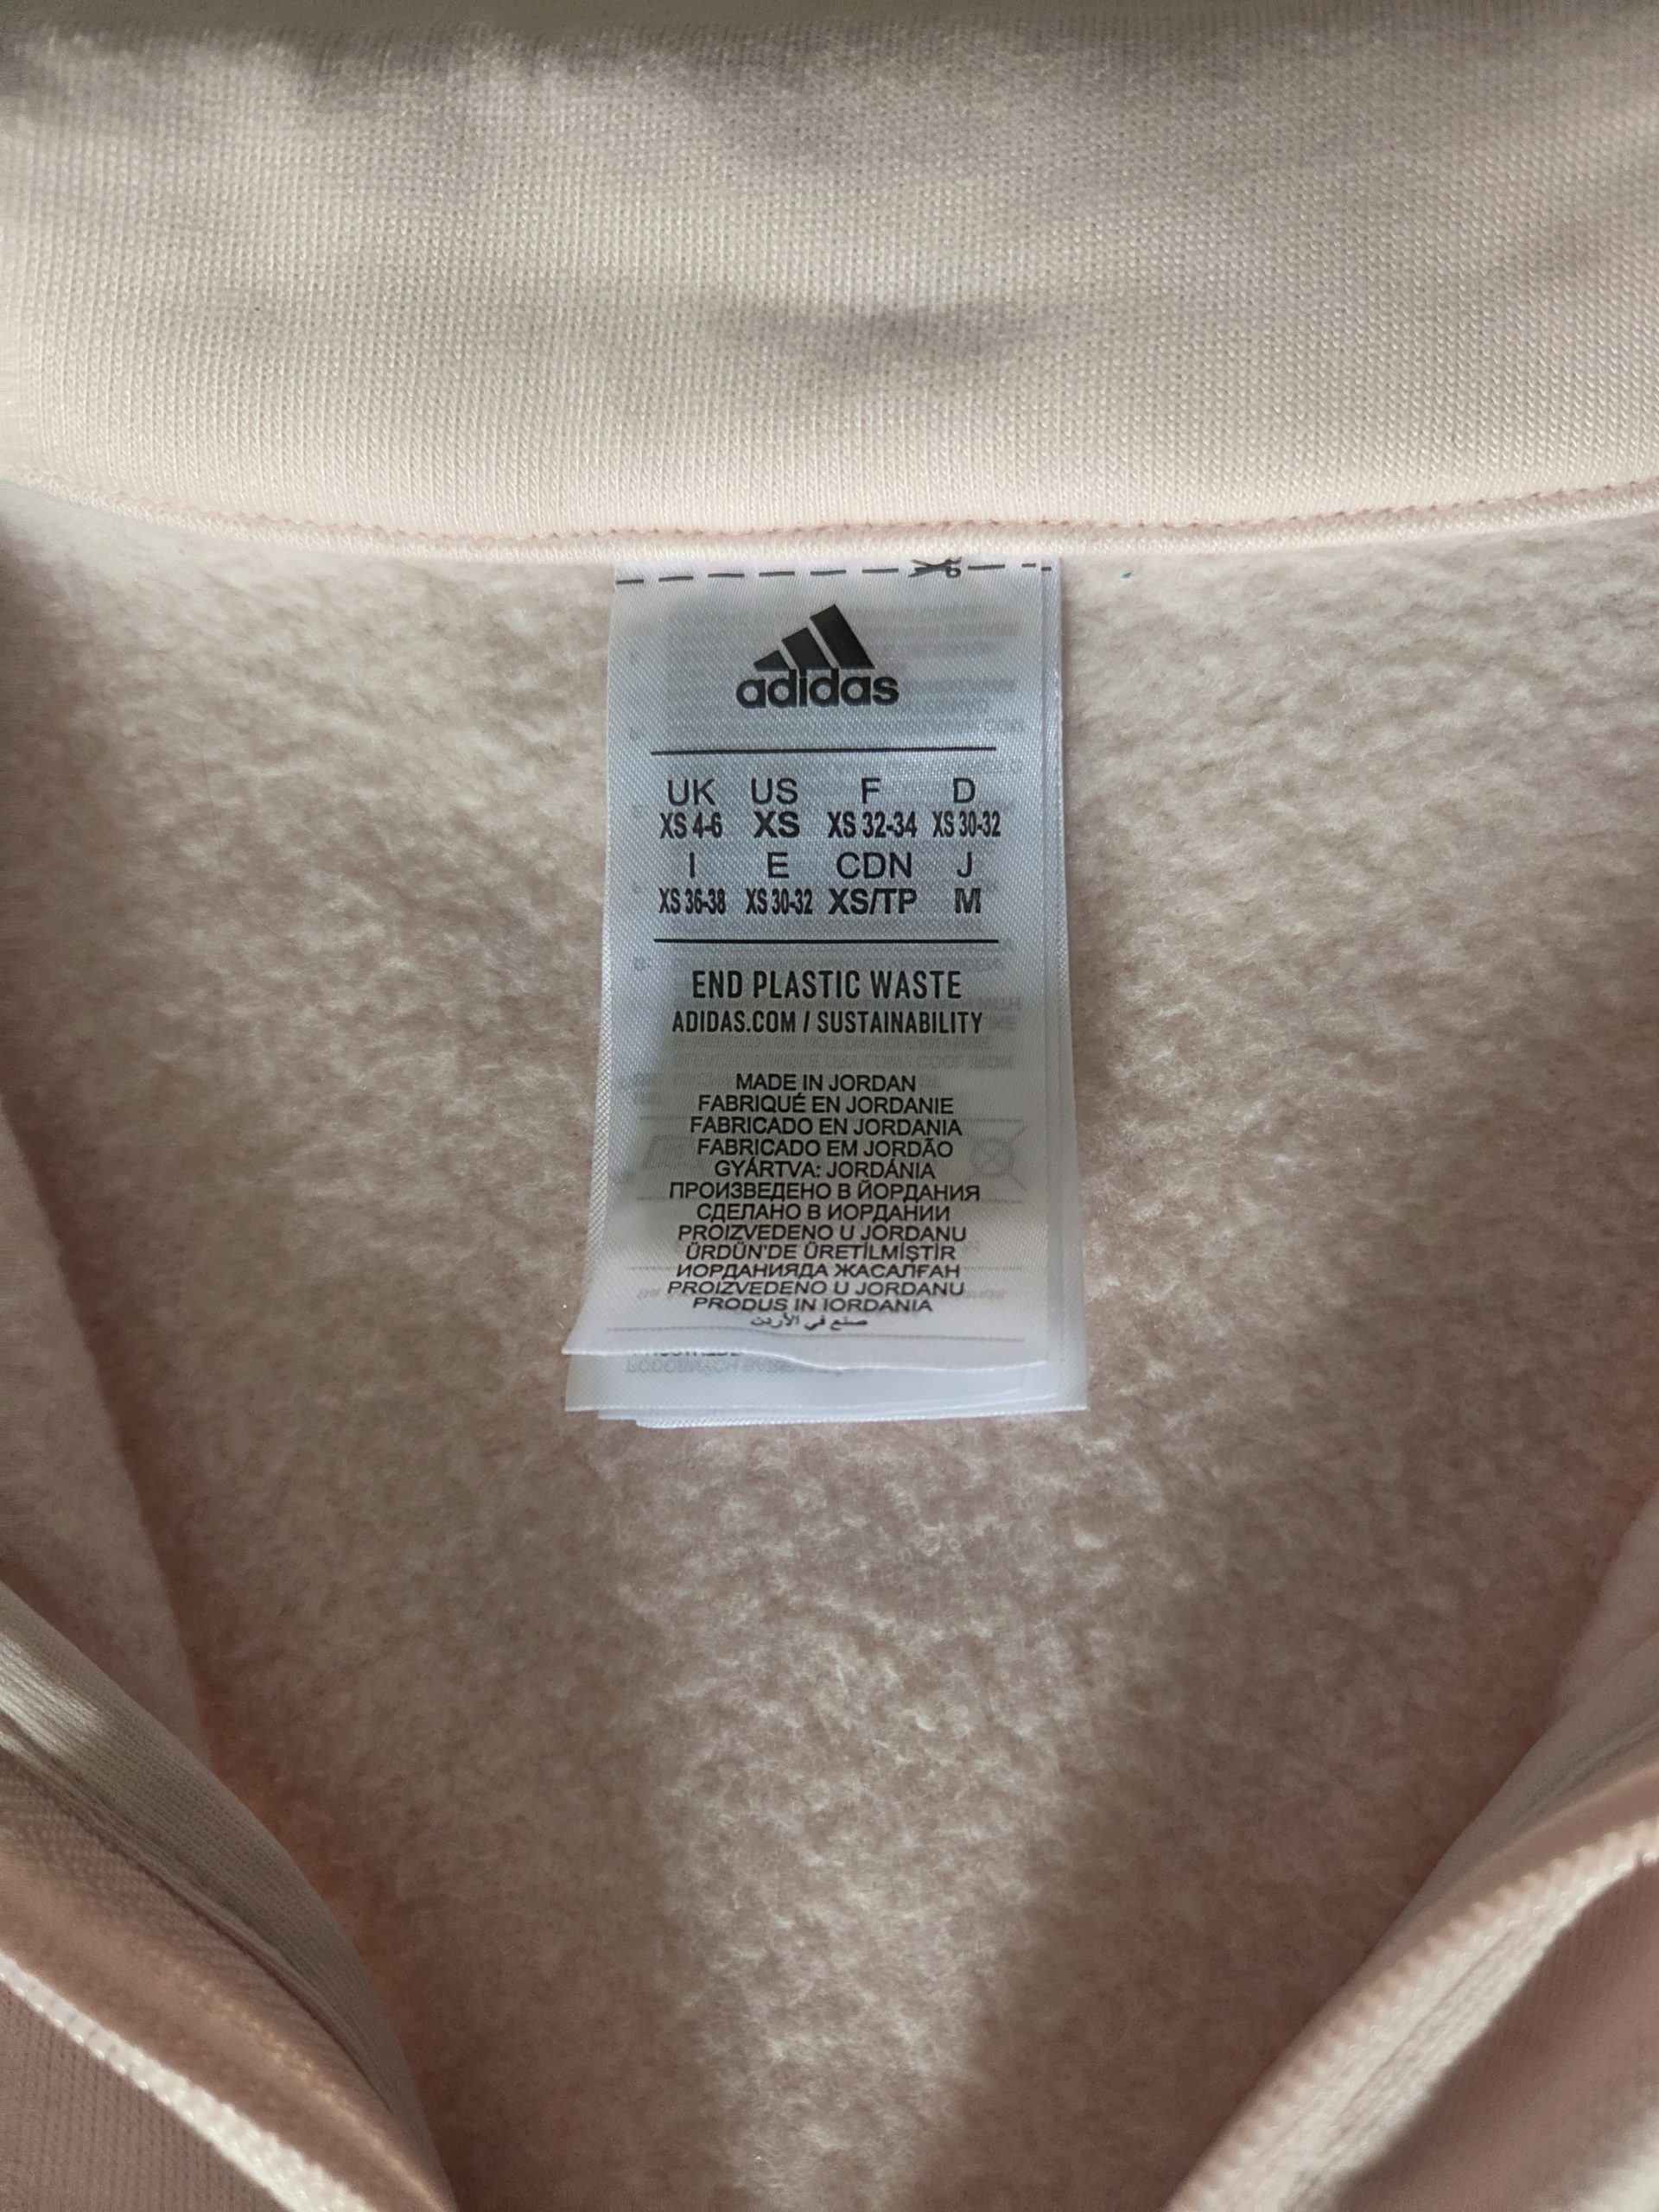 adidas
UK US F D
XS 4-6 XS XS 32-34 XS 30-32
I E CDN J
XS 36-38 XS 30-32 XS/TP M
END PLASTIC WASTE
ADIDAS.COM / SUSTAINABILITY
MADE IN JORDAN
FABRIQUÉ EN JORDANIE
FABRICADO EN JORDANIA
FABRICADO EM JORDÃO
GYÁRTVA: JORDÁNIA
ПРОИЗВЕДЕНО В ЙОРДАНИЯ
СДЕЛАНО В ИОРДАНИИ
PROIZVEDENO U JORDANU
ÜRDÜN'DE ÜRETİLMİŞTİR
ИОРДАНИЯДА ЖАСАЛҒАН
PROIZVEDENO U JORDANU
PRODUS IN IORDANIA
صنع في الأردن